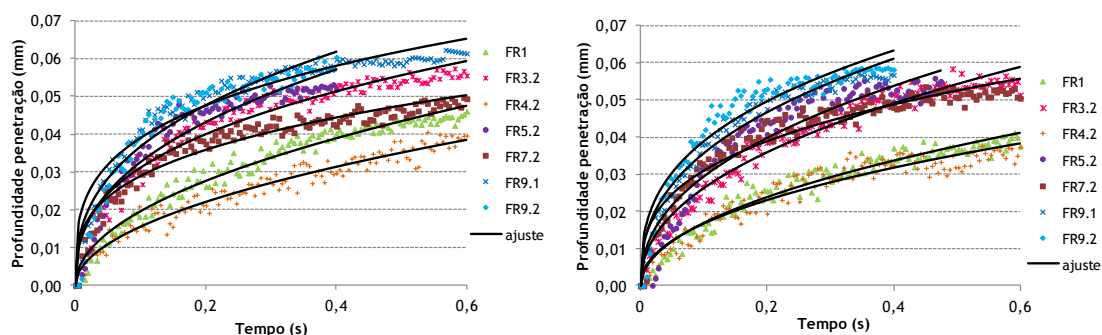 Profundidade penetração (mm)
0,07
0,06
0,05
0,04
0,03
0,02
0,01
0,00
0
0,2
0,4
0,6
Tempo (s)
FR1
FR3.2
FR4.2
FR5.2
FR7.2
FR9.1
FR9.2
ajuste
Profundidade penetração (mm)
0,07
0,06
0,05
0,04
0,03
0,02
0,01
0,00
0
0,2
0,4
0,6
Tempo (s)
FR1
FR3.2
FR4.2
FR5.2
FR7.2
FR9.1
FR9.2
ajuste